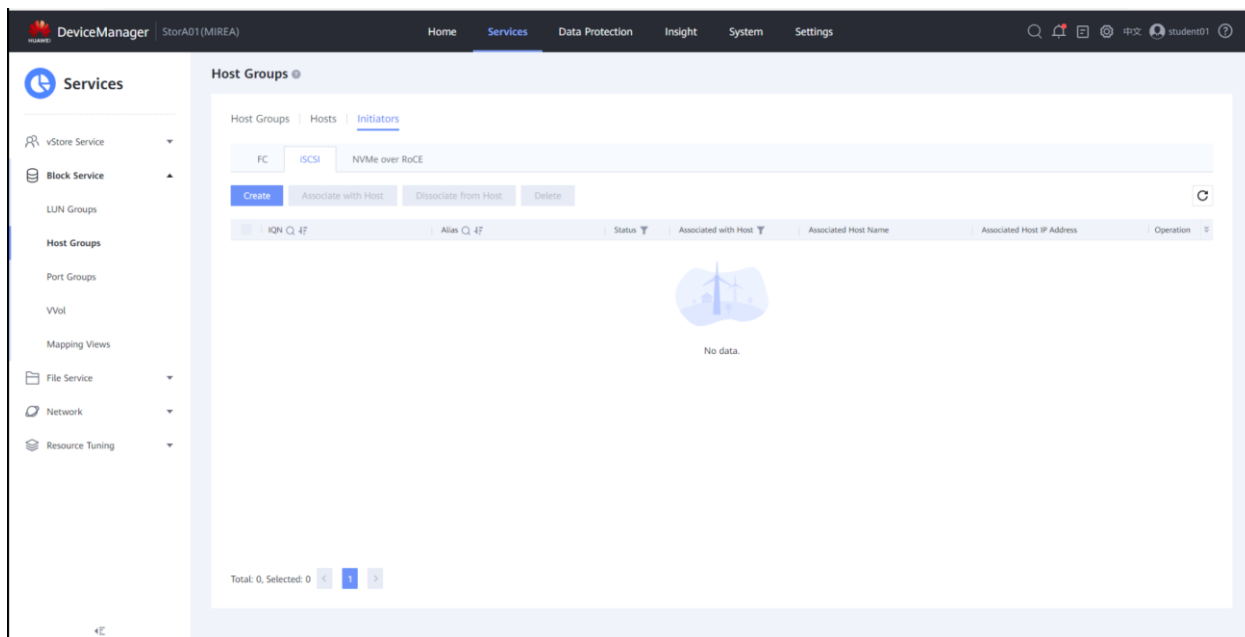 HUAWEI DeviceManager StorA01(MIREA) Home Services Data Protection Insight System Settings 中文 student01
Services
vStore Service
Block Service
LUN Groups
Host Groups
Port Groups
VVol
Mapping Views
File Service
Network
Resource Tuning
Host Groups
Host Groups Hosts Initiators
FC iSCSI NVMe over RoCE
Create Associate with Host Dissociate from Host Delete
IQN Alias Status Associated with Host Associated Host Name Associated Host IP Address Operation
No data.
Total: 0, Selected: 0 < 1 >